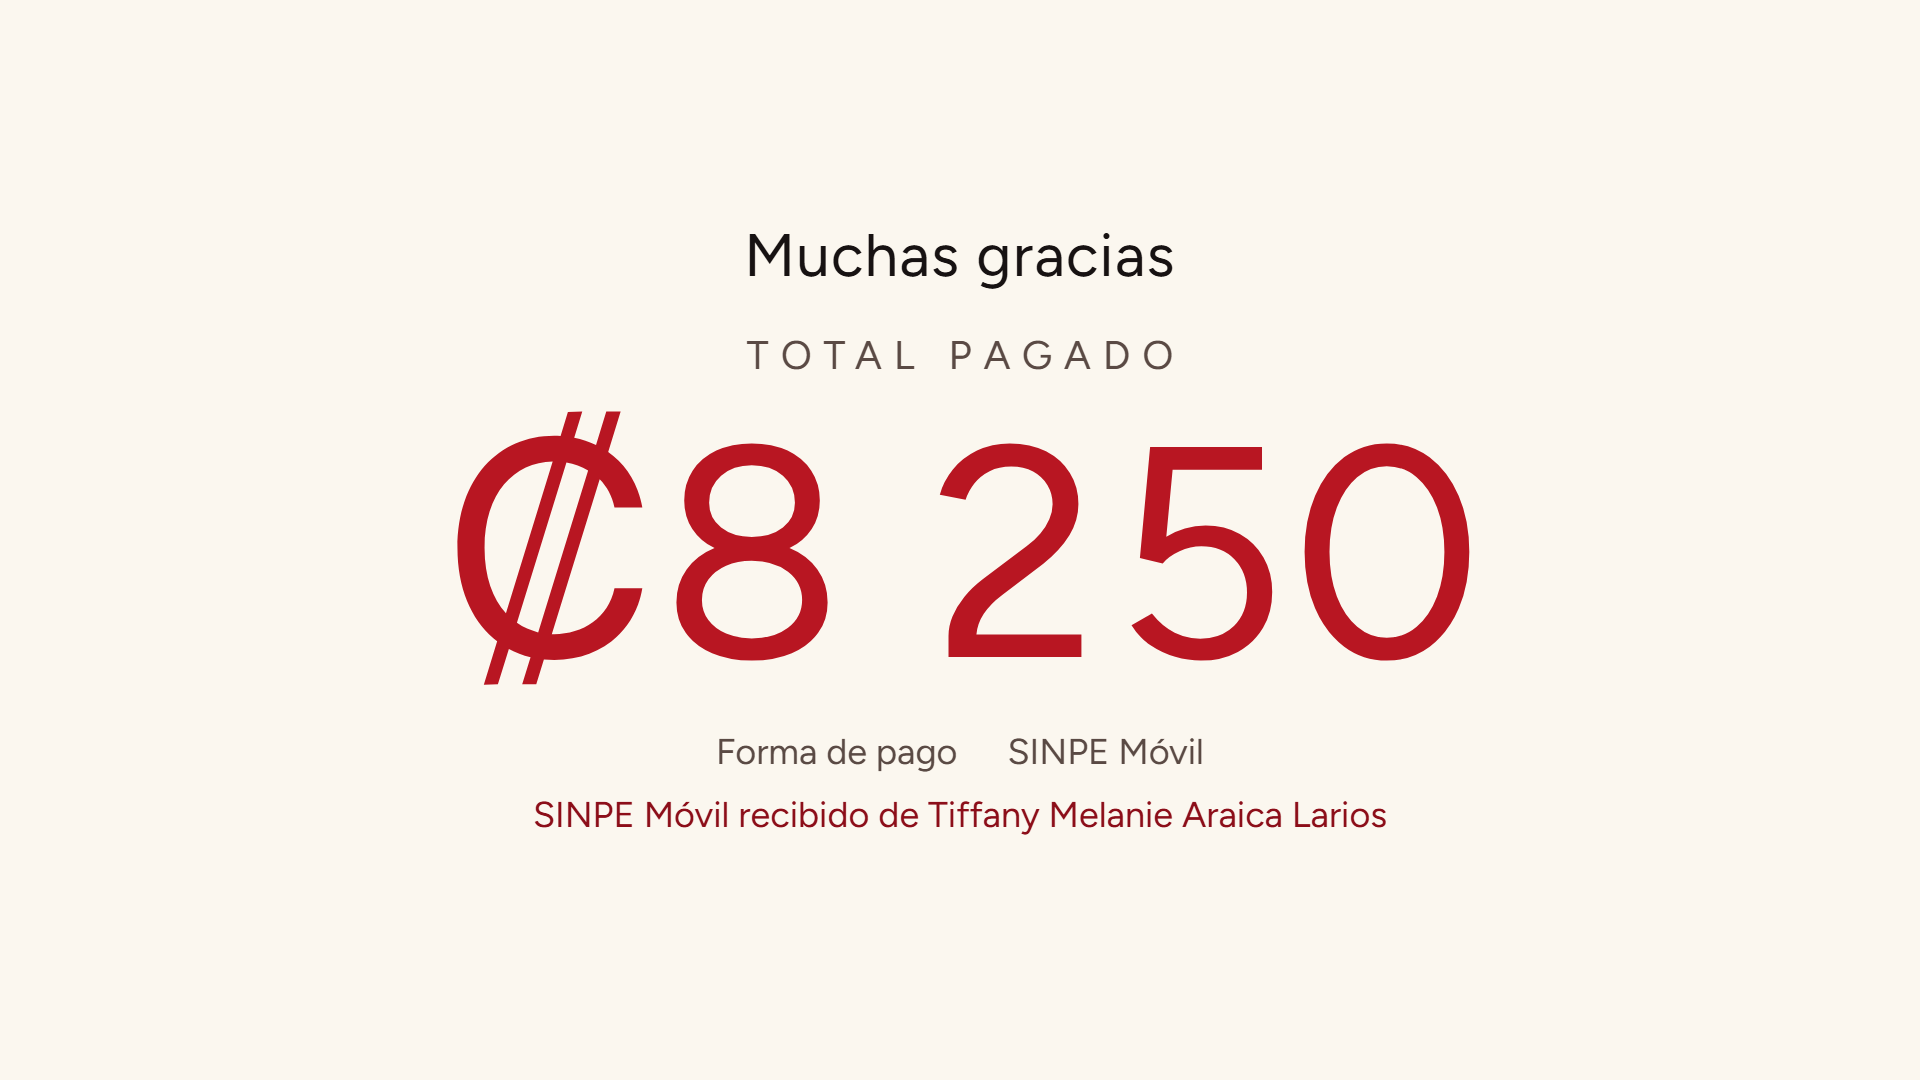 Muchas gracias
TOTAL PAGADO
₡8 250
Forma de pago SINPE Móvil
SINPE Móvil recibido de Tiffany Melanie Araica Larios